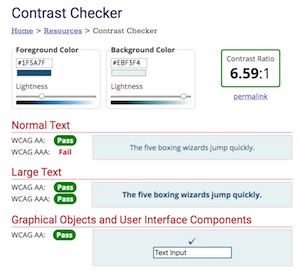 Contrast Checker
Home > Resources > Contrast Checker
Foreground Color
#1F5A7F
Lightness
Background Color
#EBF3F4
Lightness
Contrast Ratio
6.59:1
permalink
Normal Text
WCAG AA: Pass
WCAG AAA: Fail
The five boxing wizards jump quickly.
Large Text
WCAG AA: Pass
WCAG AAA: Pass
The five boxing wizards jump quickly.
Graphical Objects and User Interface Components
WCAG AA: Pass
✓
Text Input